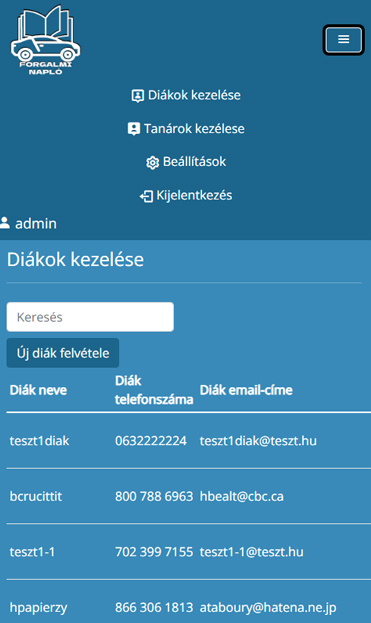 FORGALMI
NAPLÓ
Diákok kezelése
Tanárok kezélese
Beállítások
Kijelentkezés
admin
Diákok kezelése
Keresés
Új diák felvétele
Diák neve Diák telefonszáma Diák email-címe
teszt1diak 0632222224 teszt1diak@teszt.hu
bcrucittit 800 788 6963 hbealt@cbc.ca
teszt1-1 702 399 7155 teszt1-1@teszt.hu
hpapierzy 866 306 1813 ataboury@hatena.ne.jp